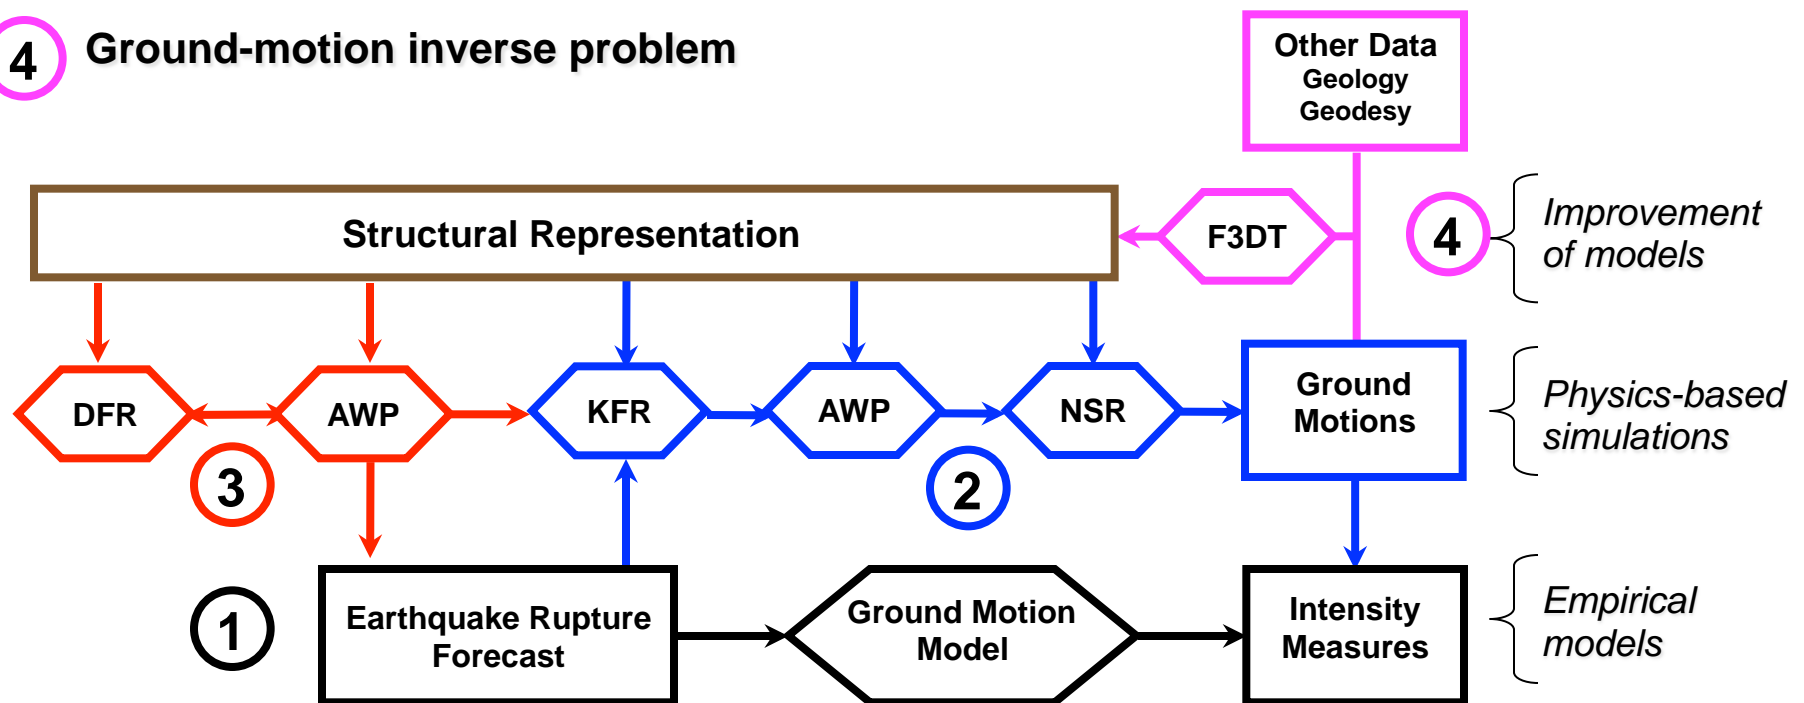 4 Ground-motion inverse problem
Other Data
Geology
Geodesy
Structural Representation
F3DT
4
Improvement
of models
DFR
AWP
KFR
AWP
NSR
Ground
Motions
Physics-based
simulations
3
2
1
Earthquake Rupture
Forecast
Ground Motion
Model
Intensity
Measures
Empirical
models